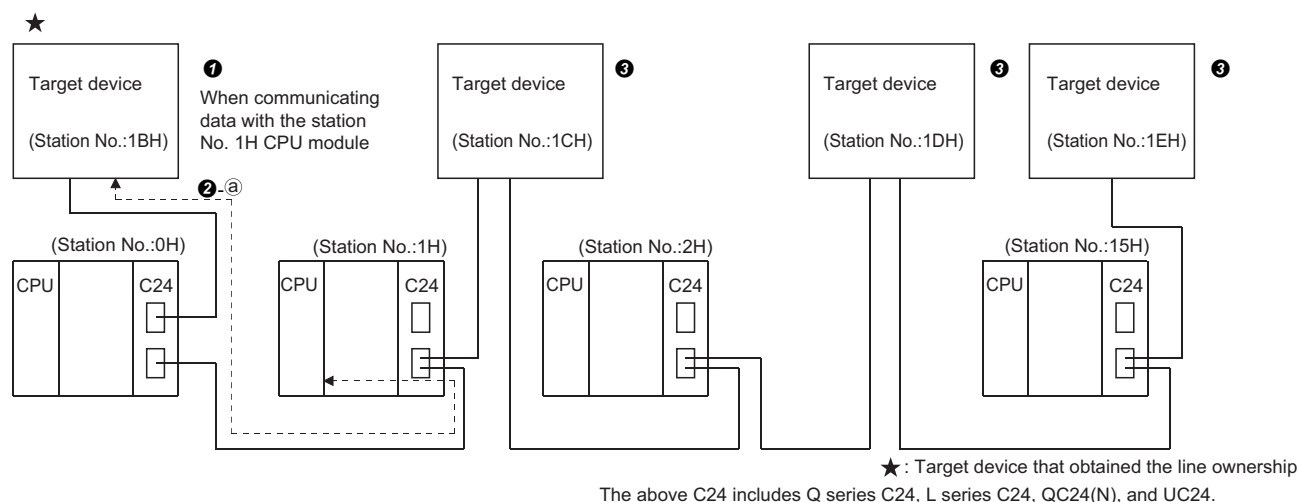 ★
Target device
(Station No.:1BH)
❶
When communicating
data with the station
No. 1H CPU module
❷-ⓐ
Target device
(Station No.:1CH)
❸
Target device
(Station No.:1DH)
❸
Target device
(Station No.:1EH)
❸
(Station No.:0H)
CPU
C24
(Station No.:1H)
CPU
C24
(Station No.:2H)
CPU
C24
(Station No.:15H)
CPU
C24
★: Target device that obtained the line ownership
The above C24 includes Q series C24, L series C24, QC24(N), and UC24.